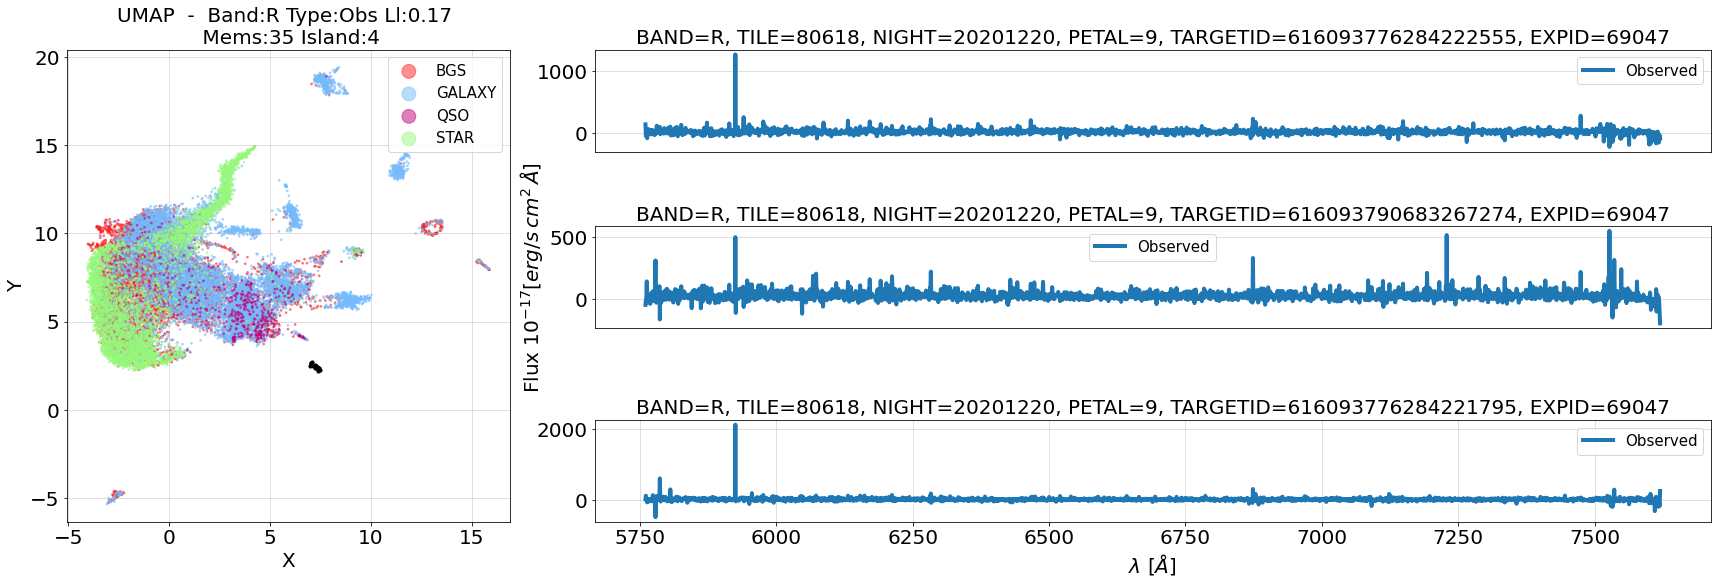 UMAP  -  Band:R Type:Obs Ll:0.17
Mems:35 Island:4
20
15
10
5
0
−5
Y
−5
0
5
10
15
X
BGS
GALAXY
QSO
STAR
Flux 10^{-17}[erg/s cm^2 Å]
BAND=R, TILE=80618, NIGHT=20201220, PETAL=9, TARGETID=616093776284222555, EXPID=69047
1000
0
Observed
BAND=R, TILE=80618, NIGHT=20201220, PETAL=9, TARGETID=616093790683267274, EXPID=69047
500
0
Observed
BAND=R, TILE=80618, NIGHT=20201220, PETAL=9, TARGETID=616093776284221795, EXPID=69047
2000
0
Observed
5750
6000
6250
6500
6750
7000
7250
7500
λ [Å]